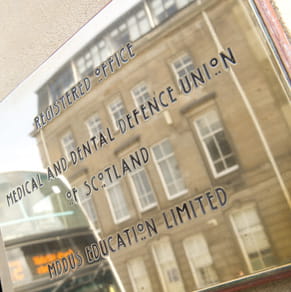 REGISTERED OFFICE
MEDICAL AND DENTAL DEFENCE UNION
OF SCOTLAND
MDDUS EDUCATION LIMITED